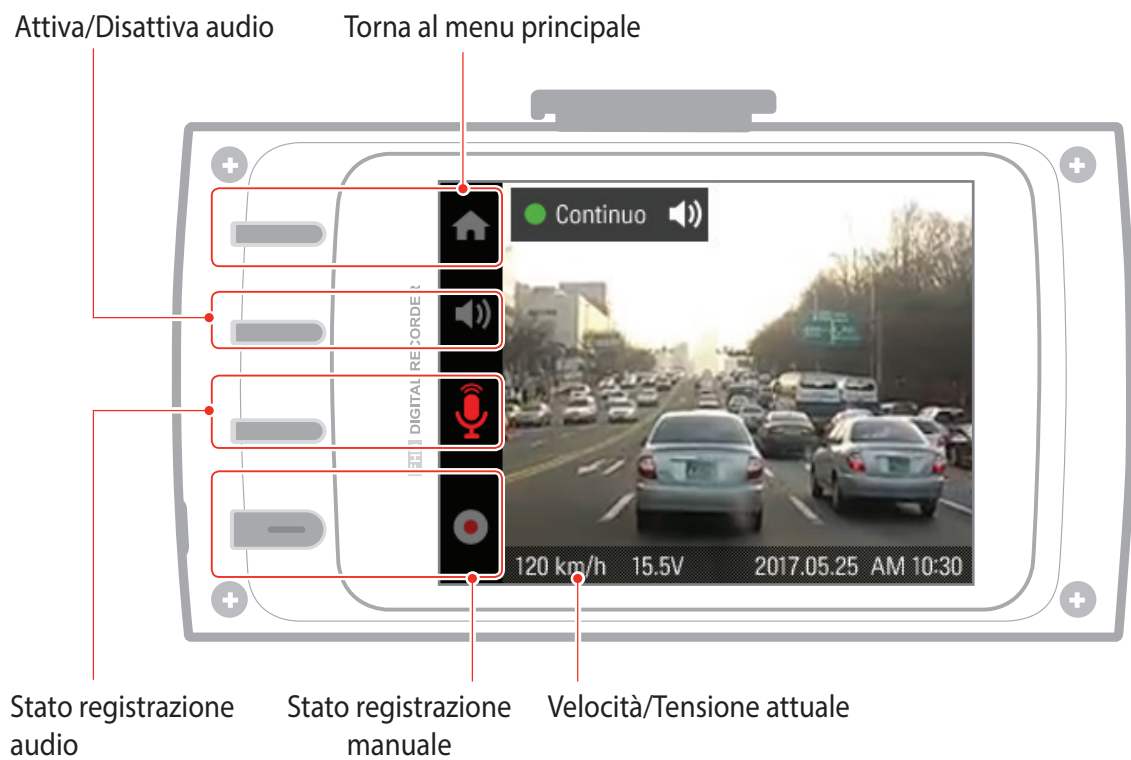 Attiva/Disattiva audio
Torna al menu principale
Continuo
DIGITAL RECORDER
120 km/h 15.5V 2017.05.25 AM 10:30
Stato registrazione
audio
Stato registrazione
manuale
Velocità/Tensione attuale